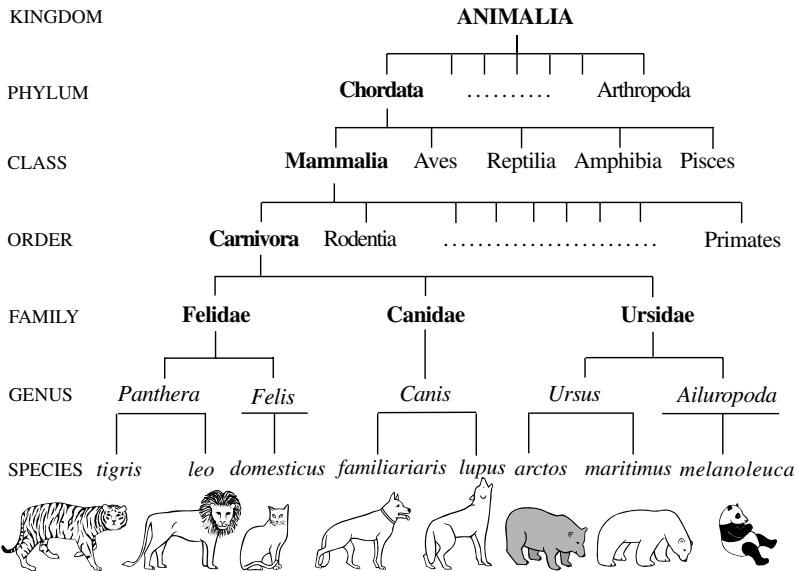 KINGDOM ANIMALIA
PHYLUM Chordata .......... Arthropoda
CLASS Mammalia Aves Reptilia Amphibia Pisces
ORDER Carnivora Rodentia ......................... Primates
FAMILY Felidae Canidae Ursidae
GENUS Panthera Felis Canis Ursus Ailuropoda
SPECIES tigris leo domesticus familiariaris lupus arctos maritimus melanoleuca